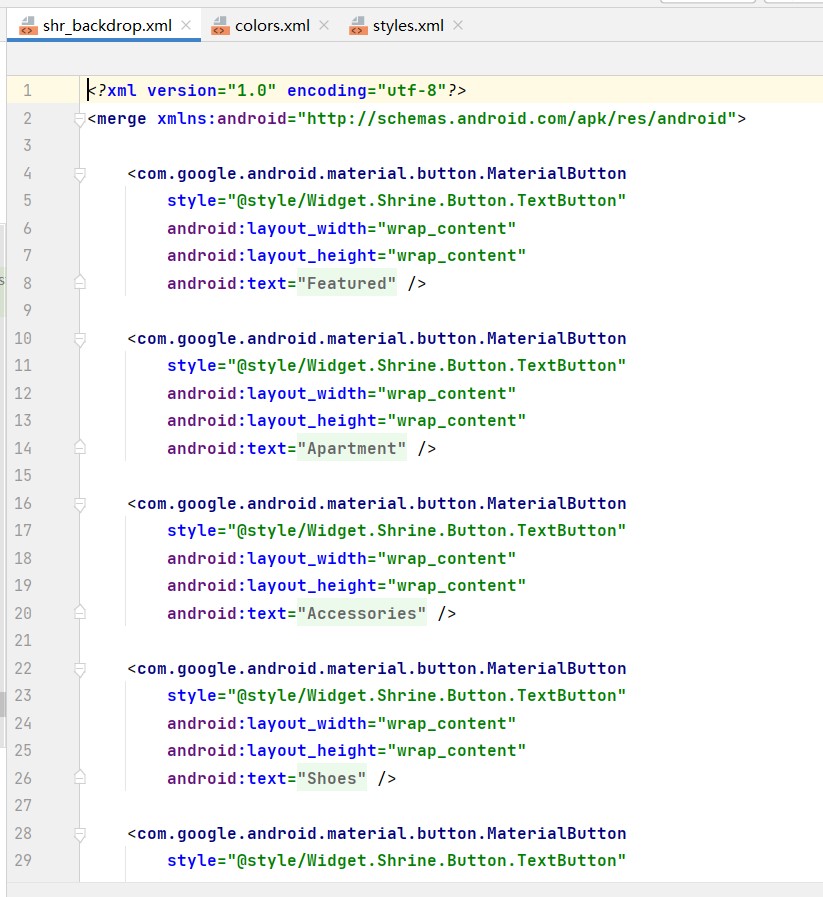 shr_backdrop.xml colors.xml styles.xml
1 <?xml version="1.0" encoding="utf-8"?>
2 <merge xmlns:android="http://schemas.android.com/apk/res/android">
3
4 <com.google.android.material.button.MaterialButton
5 style="@style/Widget.Shrine.Button.TextButton"
6 android:layout_width="wrap_content"
7 android:layout_height="wrap_content"
8 android:text="Featured" />
9
10 <com.google.android.material.button.MaterialButton
11 style="@style/Widget.Shrine.Button.TextButton"
12 android:layout_width="wrap_content"
13 android:layout_height="wrap_content"
14 android:text="Apartment" />
15
16 <com.google.android.material.button.MaterialButton
17 style="@style/Widget.Shrine.Button.TextButton"
18 android:layout_width="wrap_content"
19 android:layout_height="wrap_content"
20 android:text="Accessories" />
21
22 <com.google.android.material.button.MaterialButton
23 style="@style/Widget.Shrine.Button.TextButton"
24 android:layout_width="wrap_content"
25 android:layout_height="wrap_content"
26 android:text="Shoes" />
27
28 <com.google.android.material.button.MaterialButton
29 style="@style/Widget.Shrine.Button.TextButton"